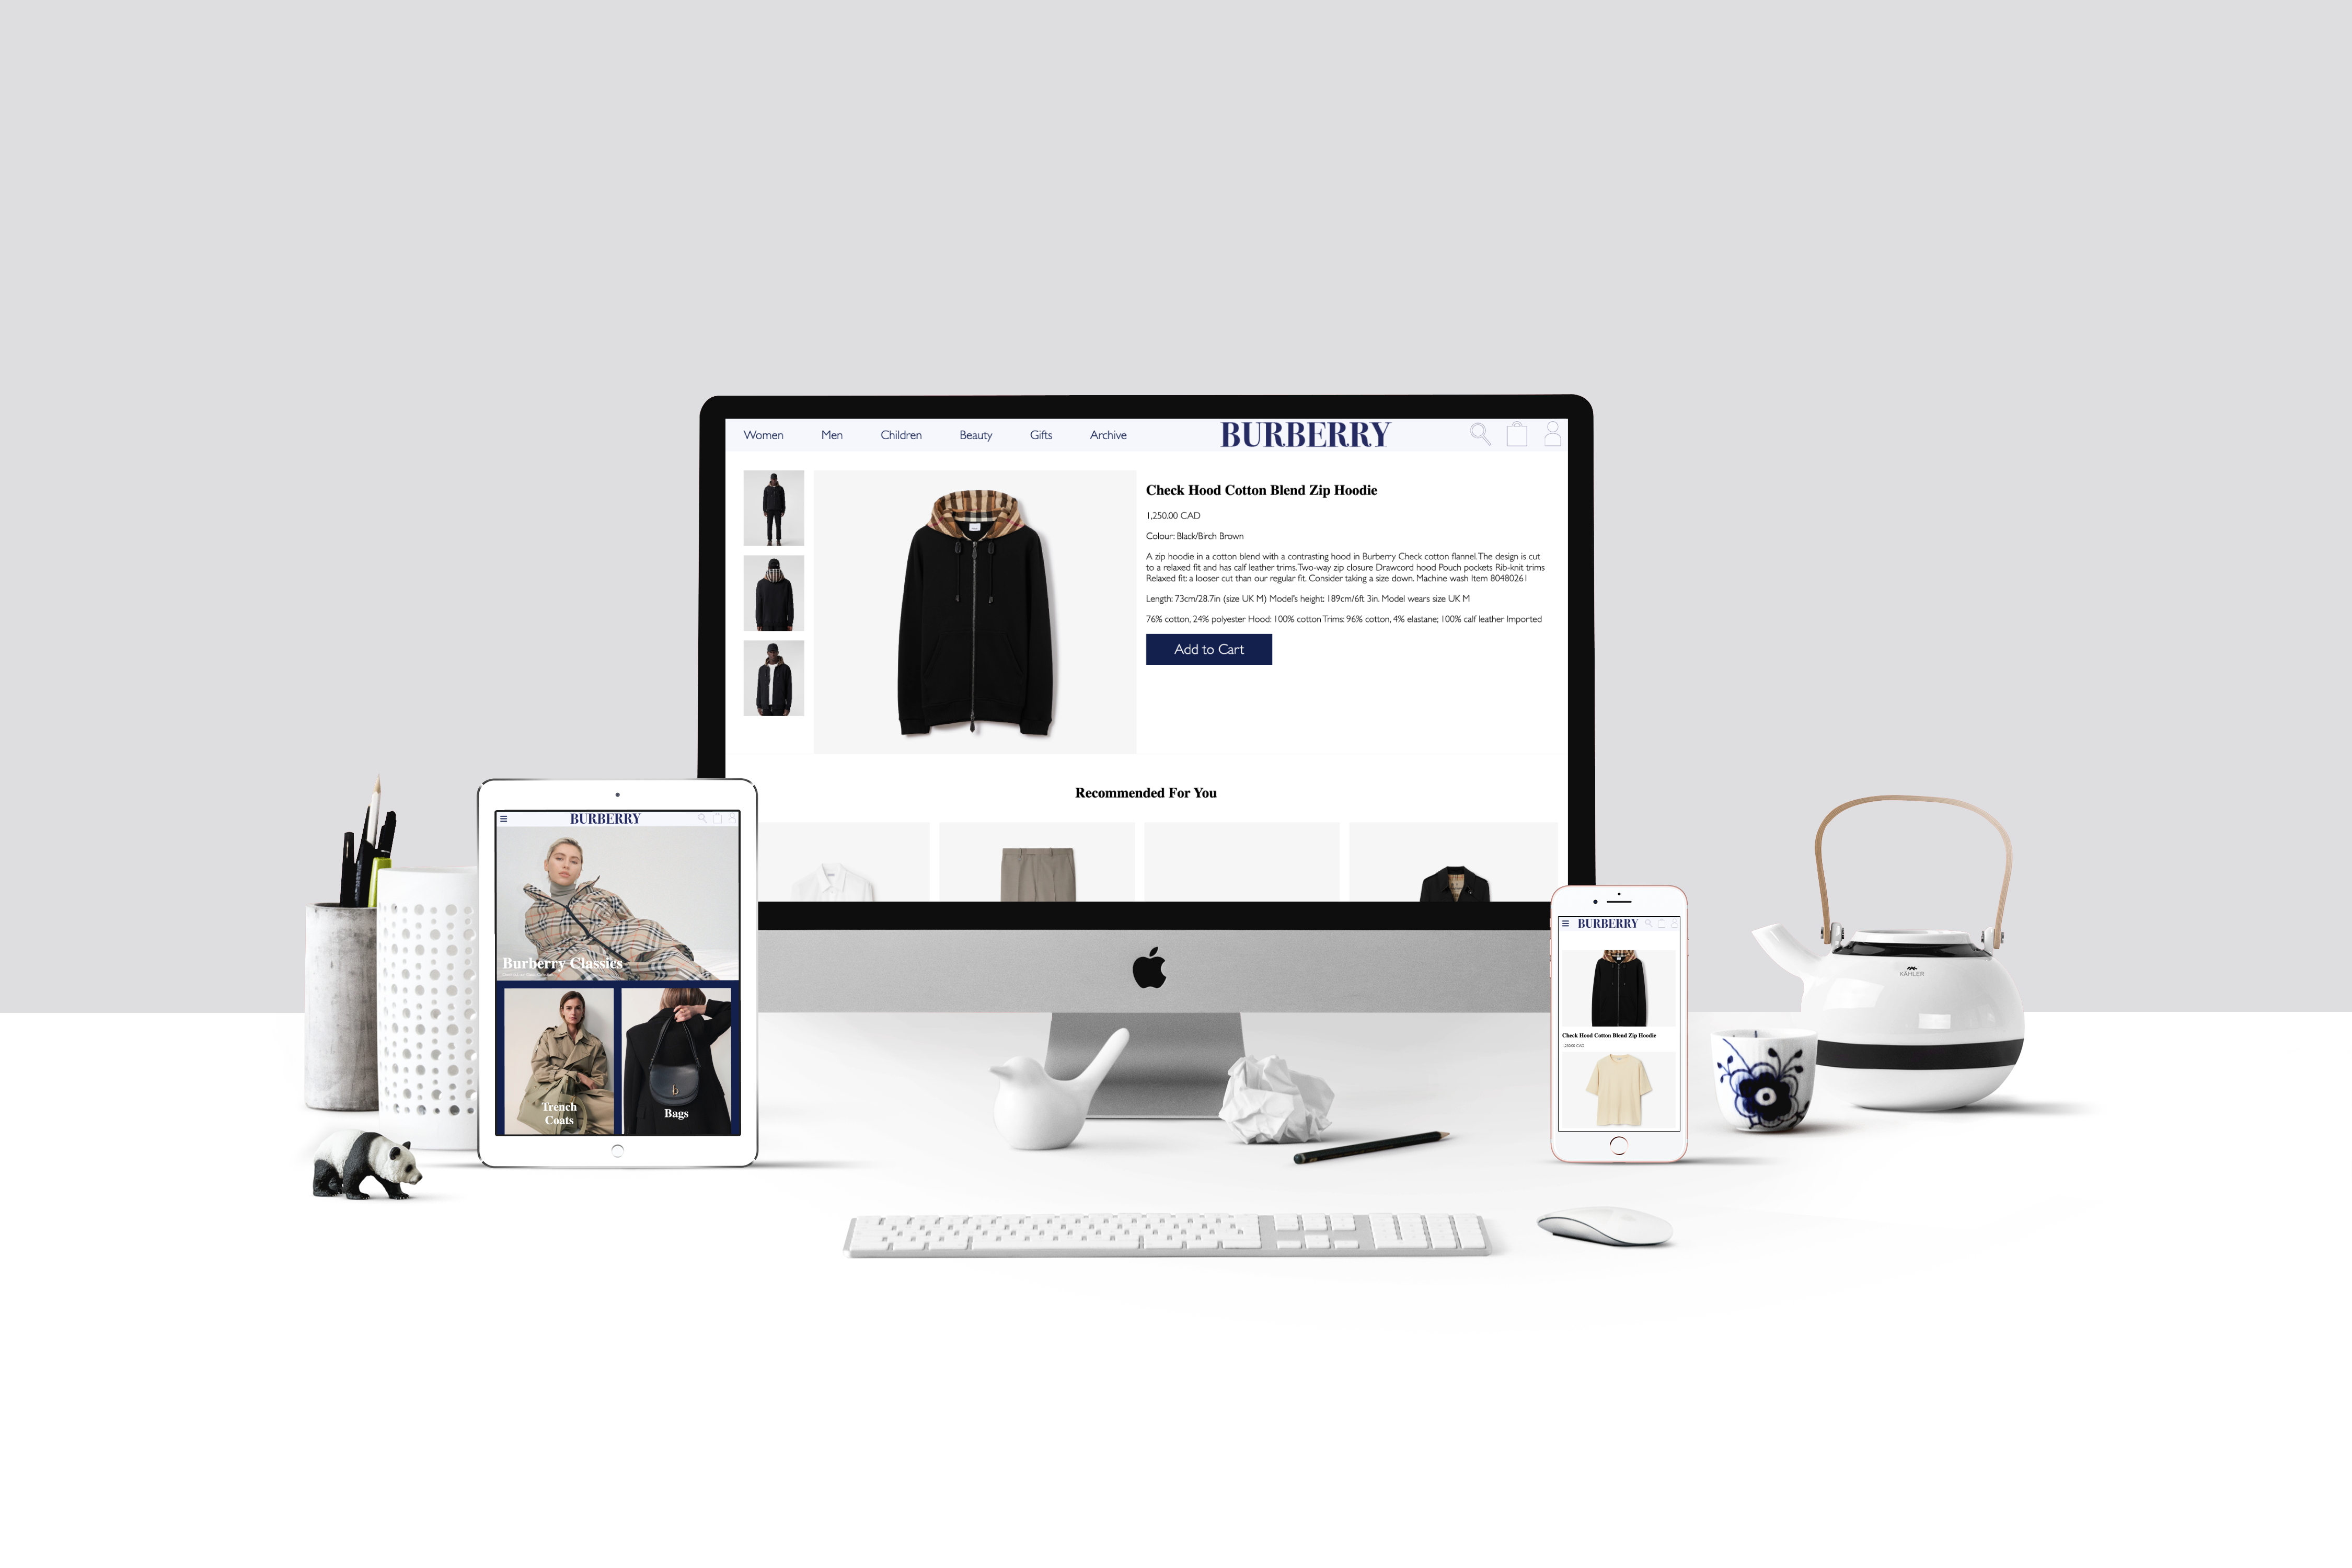 Women Men Children Beauty Gifts Archive BURBERRY
Check Hood Cotton Blend Zip Hoodie
1,250.00 CAD
Colour: Black/Birch Brown
A zip hoodie in a cotton blend with a contrasting hood in Burberry Check cotton flannel. The design is cut
to a relaxed fit and has calf leather trims. Two-way zip closure Drawcord hood Pouch pockets Rib-knit trims
Relaxed fit: a looser cut than our regular fit. Consider taking a size down. Machine wash Item 80480261
Length: 73cm/28.7in (size UK M) Model's height: 189cm/6ft 3in. Model wears size UK M
76% cotton, 24% polyester Hood: 100% cotton Trims: 96% cotton, 4% elastane; 100% calf leather Imported
Add to Cart
Recommended For You
BURBERRY
Burberry Classics
Trench
Coats
Bags
BURBERRY
Check Hood Cotton Blend Zip Hoodie
KÄHLER